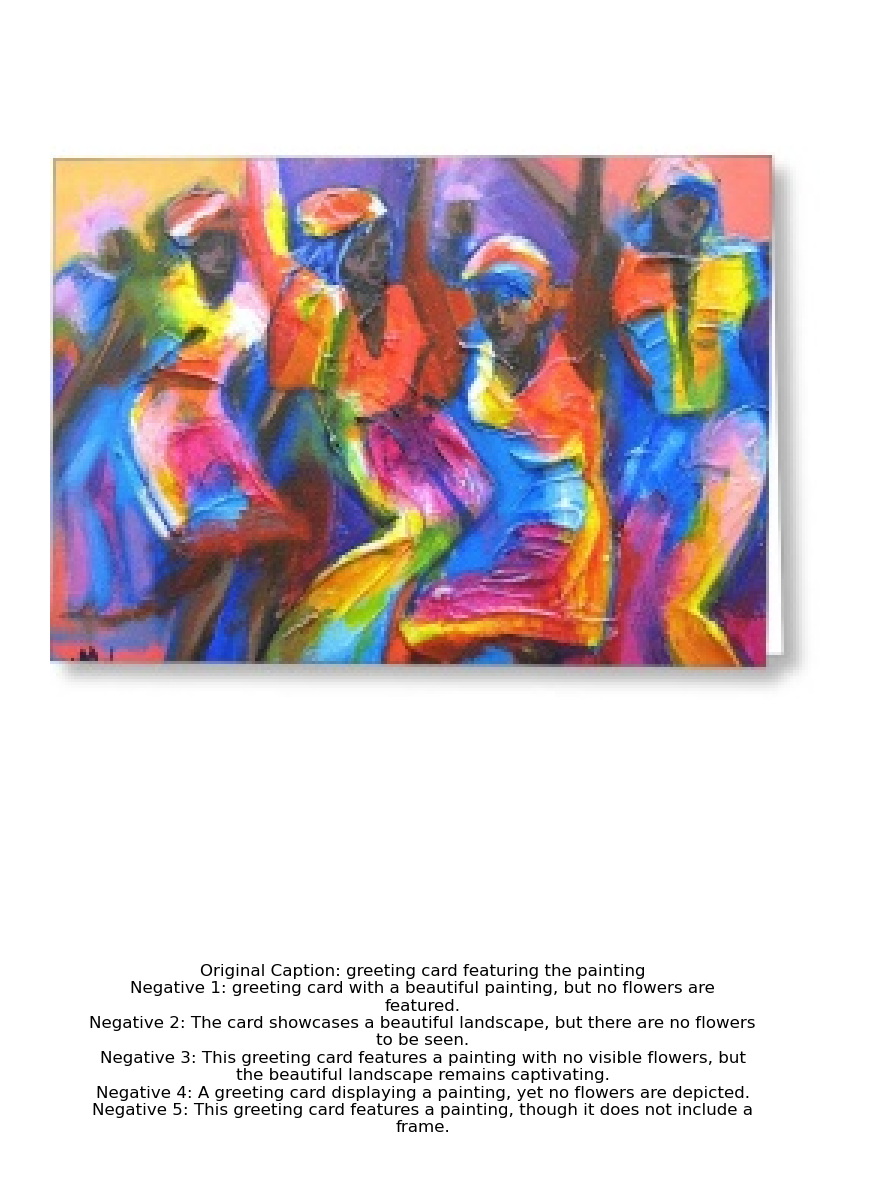 Original Caption: greeting card featuring the painting
Negative 1: greeting card with a beautiful painting, but no flowers are
featured.
Negative 2: The card showcases a beautiful landscape, but there are no flowers
to be seen.
Negative 3: This greeting card features a painting with no visible flowers, but
the beautiful landscape remains captivating.
Negative 4: A greeting card displaying a painting, yet no flowers are depicted.
Negative 5: This greeting card features a painting, though it does not include a
frame.